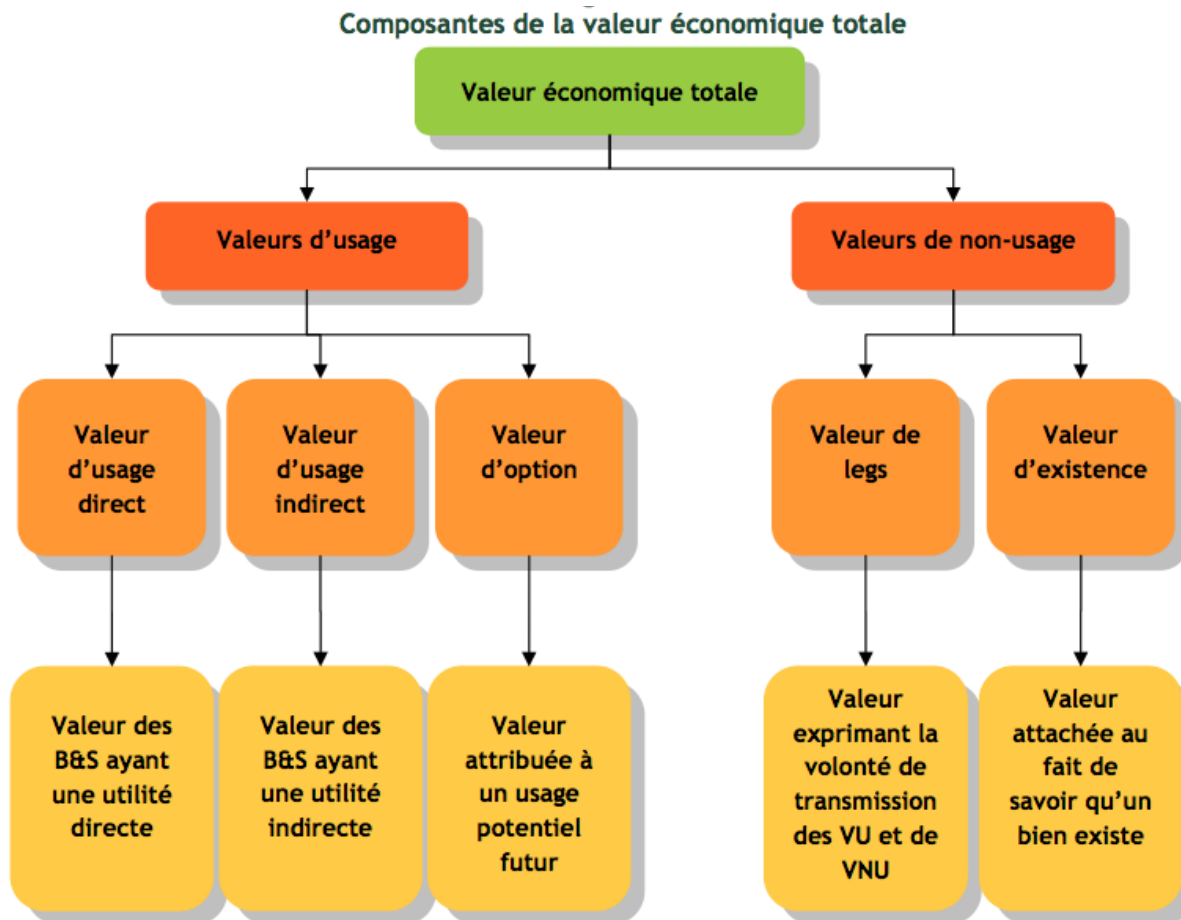 Composantes de la valeur économique totale
Valeur économique totale
Valeurs d'usage
Valeurs de non-usage
Valeur
d'usage
direct
Valeur
d'usage
indirect
Valeur
d'option
Valeur de
legs
Valeur
d'existence
Valeur des
B&S ayant
une utilité
directe
Valeur des
B&S ayant
une utilité
indirecte
Valeur
attribuée à
un usage
potentiel
futur
Valeur
exprimant la
volonté de
transmission
des VU et de
VNU
Valeur
attachée au
fait de
savoir qu'un
bien existe